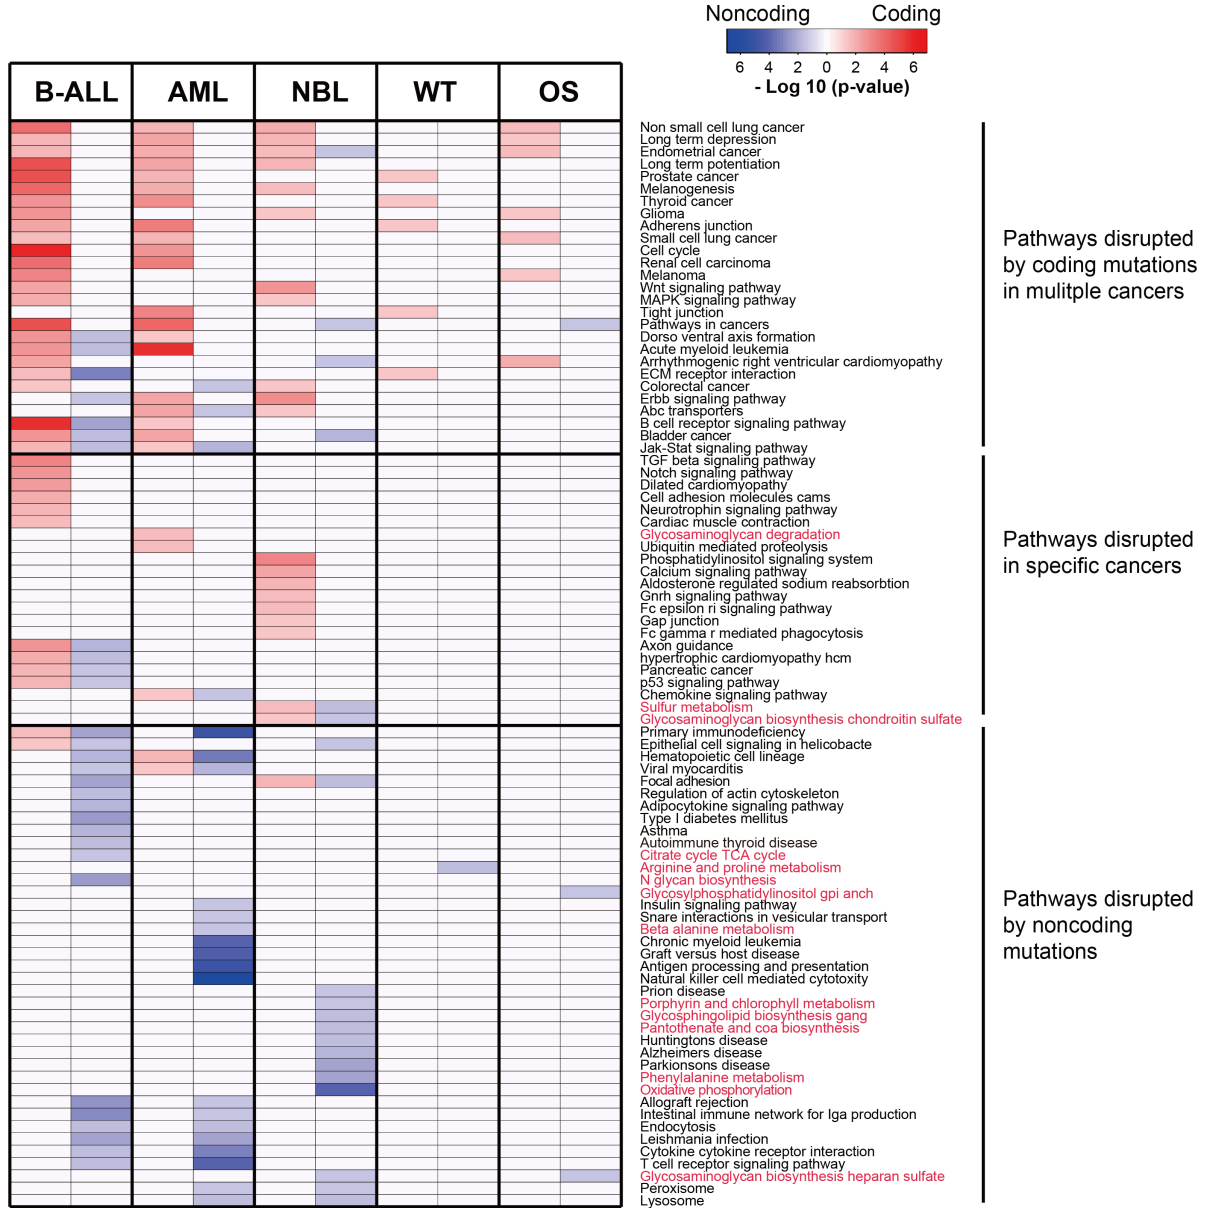 Noncoding Coding
6 4 2 0 2 4 6
- Log 10 (p-value)
B-ALL AML NBL WT OS
Non small cell lung cancer
Long term depression
Endometrial cancer
Long term potentiation
Prostate cancer
Melanogenesis
Thyroid cancer
Glioma
Adherens junction
Small cell lung cancer
Cell cycle
Renal cell carcinoma
Melanoma
Wnt signaling pathway
MAPK signaling pathway
Tight junction
Pathways in cancers
Dorso ventral axis formation
Acute myeloid leukemia
Arrhythmogenic right ventricular cardiomyopathy
ECM receptor interaction
Colorectal cancer
Erbb signaling pathway
Abc transporters
B cell receptor signaling pathway
Bladder cancer
Jak-Stat signaling pathway
Pathways disrupted
by coding mutations
in mulitple cancers
TGF beta signaling pathway
Notch signaling pathway
Dilated cardiomyopathy
Cell adhesion molecules cams
Neurotrophin signaling pathway
Cardiac muscle contraction
Glycosaminoglycan degradation
Ubiquitin mediated proteolysis
Phosphatidylinositol signaling system
Calcium signaling pathway
Aldosterone regulated sodium reabsorbtion
Gnrh signaling pathway
Fc epsilon ri signaling pathway
Gap junction
Fc gamma r mediated phagocytosis
Axon guidance
hypertrophic cardiomyopathy hcm
Pancreatic cancer
p53 signaling pathway
Chemokine signaling pathway
Sulfur metabolism
Glycosaminoglycan biosynthesis chondroitin sulfate
Pathways disrupted
in specific cancers
Primary immunodeficiency
Epithelial cell signaling in helicobacte
Hematopoietic cell lineage
Viral myocarditis
Focal adhesion
Regulation of actin cytoskeleton
Adipocytokine signaling pathway
Type I diabetes mellitus
Asthma
Autoimmune thyroid disease
Citrate cycle TCA cycle
Arginine and proline metabolism
N glycan biosynthesis
Glycosylphosphatidylinositol gpi anch
Insulin signaling pathway
Snare interactions in vesicular transport
Beta alanine metabolism
Chronic myeloid leukemia
Graft versus host disease
Antigen processing and presentation
Natural killer cell mediated cytotoxity
Prion disease
Porphyrin and chlorophyll metabolism
Glycosphingolipid biosynthesis gang
Pantothenate and coa biosynthesis
Huntingtons disease
Alzheimers disease
Parkinsons disease
Phenylalanine metabolism
Oxidative phosphorylation
Allograft rejection
Intestinal immune network for Iga production
Endocytosis
Leishmania infection
Cytokine cytokine receptor interaction
T cell receptor signaling pathway
Glycosaminoglycan biosynthesis heparan sulfate
Peroxisome
Lysosome
Pathways disrupted
by noncoding
mutations